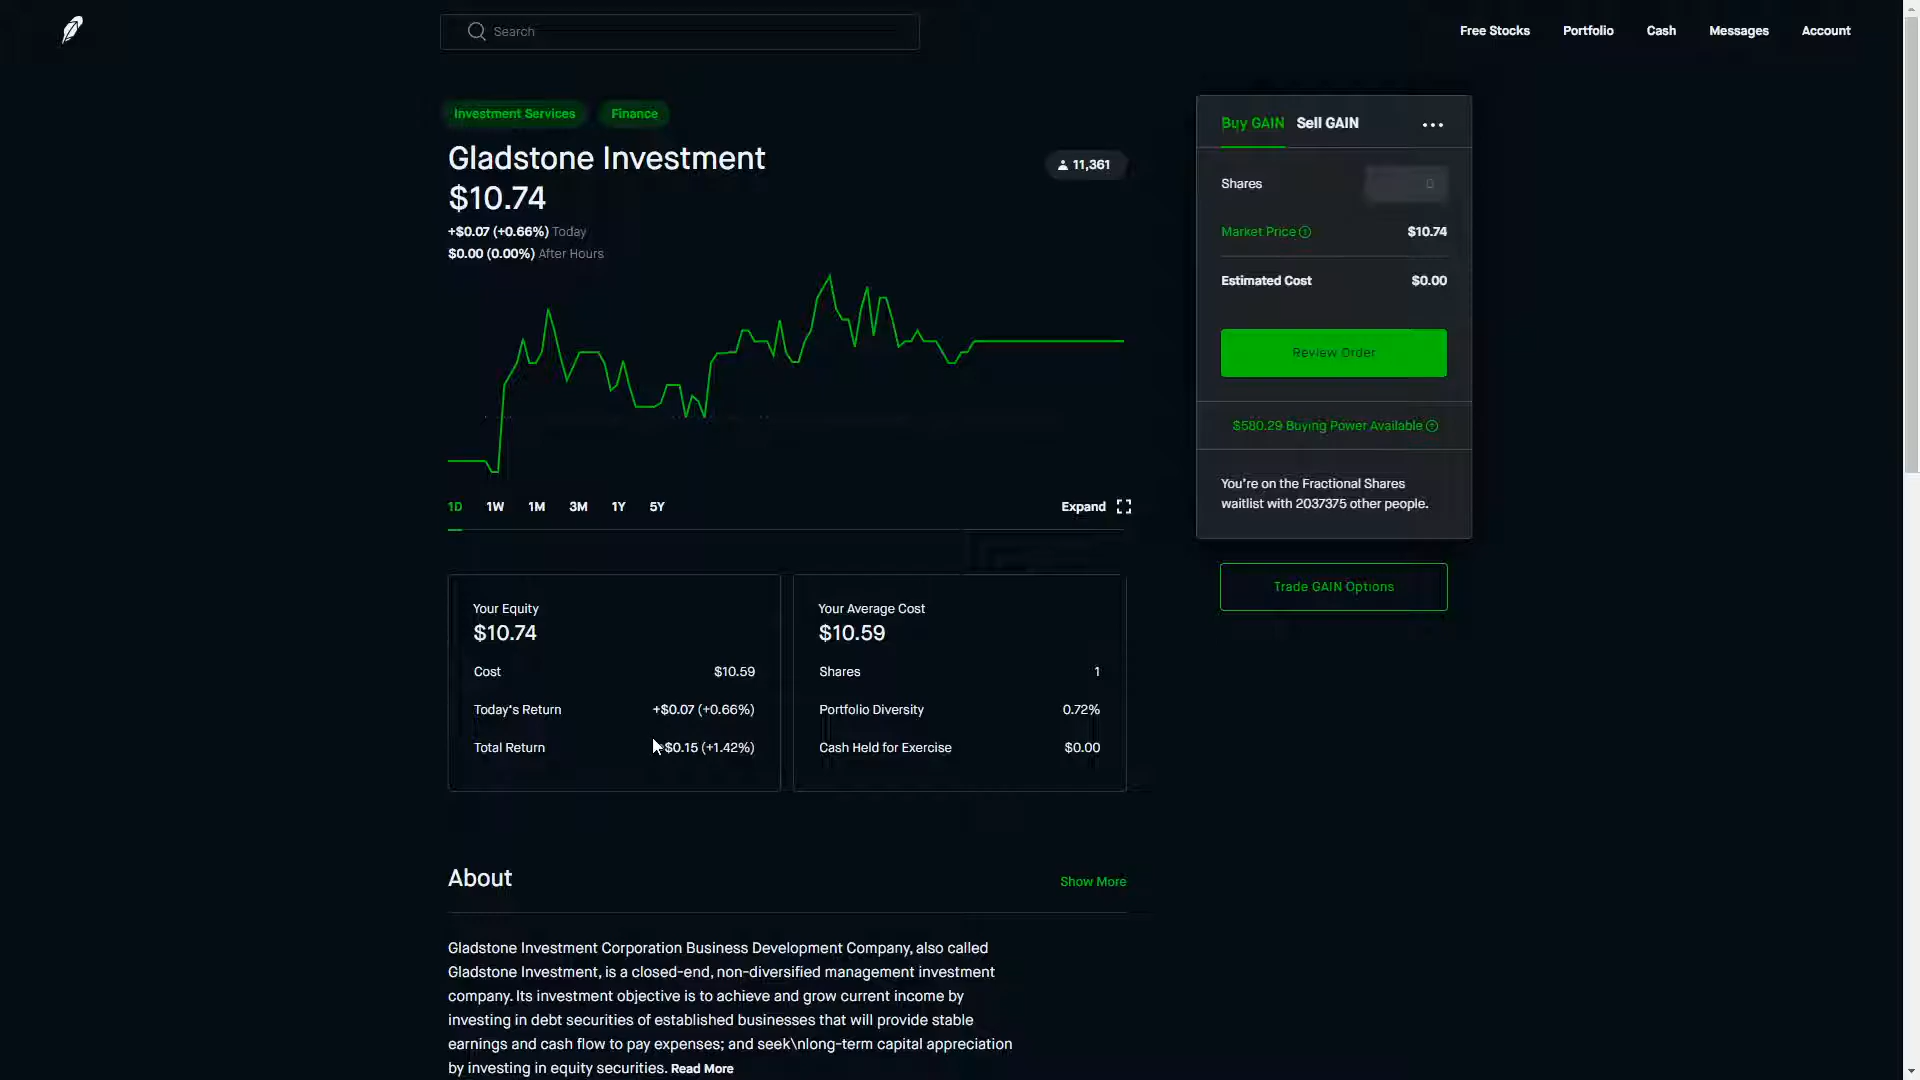 Search
Free Stocks
Portfolio
Cash
Messages
Account
Investment Services
Finance
Gladstone Investment
$10.74
11,361
+$0.07 (+0.66%) Today
$0.00 (0.00%) After Hours
1D
1W
1M
3M
1Y
5Y
Expand
Buy GAIN
Sell GAIN
Shares
0
Market Price
$10.74
Estimated Cost
$0.00
Review Order
$580.29 Buying Power Available
You're on the Fractional Shares
waitlist with 2037375 other people.
Trade GAIN Options
Your Equity
$10.74
Cost
$10.59
Today's Return
+$0.07 (+0.66%)
Total Return
$0.15 (+1.42%)
Your Average Cost
$10.59
Shares
1
Portfolio Diversity
0.72%
Cash Held for Exercise
$0.00
About
Show More
Gladstone Investment Corporation Business Development Company, also called
Gladstone Investment, is a closed-end, non-diversified management investment
company. Its investment objective is to achieve and grow current income by
investing in debt securities of established businesses that will provide stable
earnings and cash flow to pay expenses; and seek\nlong-term capital appreciation
by investing in equity securities. Read More